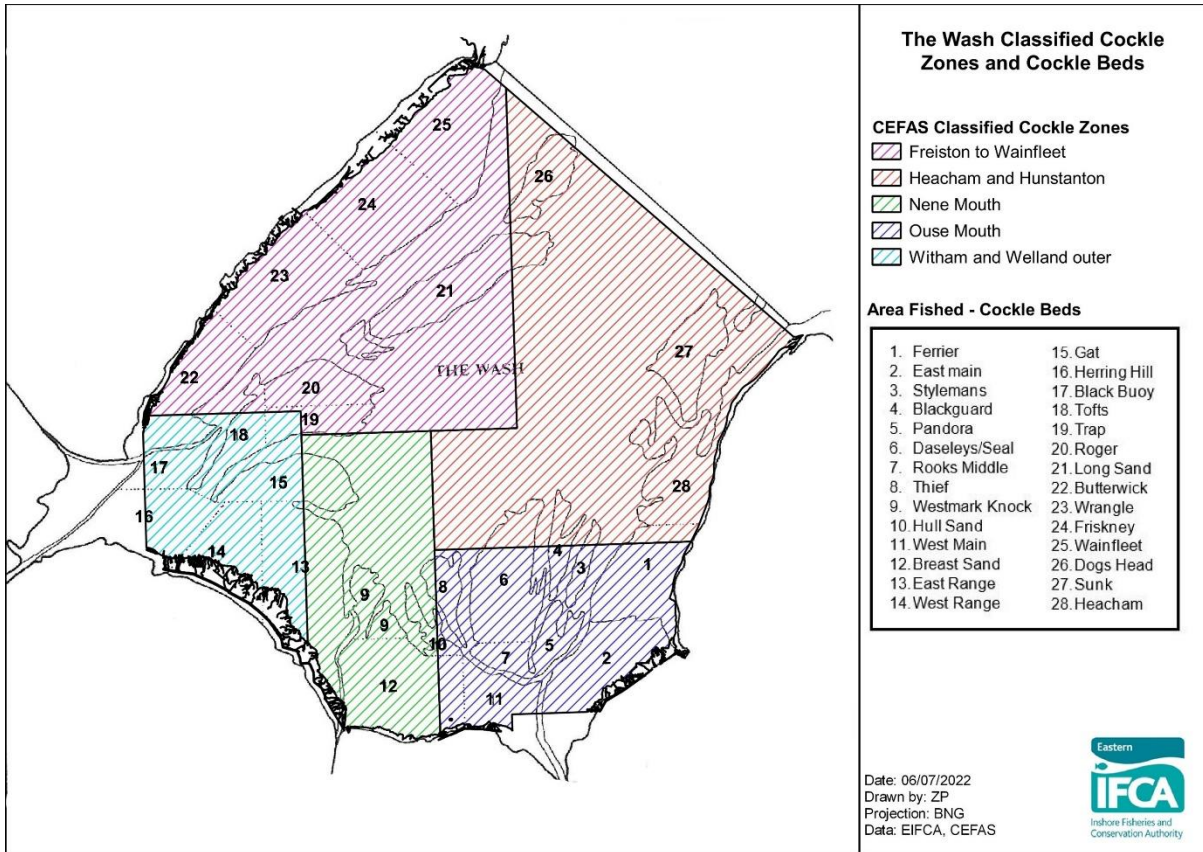 25
26
24
23
21
27
THE WASH
22
20
19
18
17
15
28
16
4
14
13
8
6
3
1
9
9
10
5
7
2
12
11
The Wash Classified Cockle
Zones and Cockle Beds
CEFAS Classified Cockle Zones
Freiston to Wainfleet
Heacham and Hunstanton
Nene Mouth
Ouse Mouth
Witham and Welland outer
Area Fished - Cockle Beds
1. Ferrier
2. East main
3. Stylemans
4. Blackguard
5. Pandora
6. Daseleys/Seal
7. Rooks Middle
8. Thief
9. Westmark Knock
10. Hull Sand
11. West Main
12. Breast Sand
13. East Range
14. West Range
15. Gat
16. Herring Hill
17. Black Buoy
18. Tofts
19. Trap
20. Roger
21. Long Sand
22. Butterwick
23. Wrangle
24. Friskney
25. Wainfleet
26. Dogs Head
27. Sunk
28. Heacham
Date: 06/07/2022
Drawn by: ZP
Projection: BNG
Data: EIFCA, CEFAS
Eastern
IFCA
Inshore Fisheries and
Conservation Authority